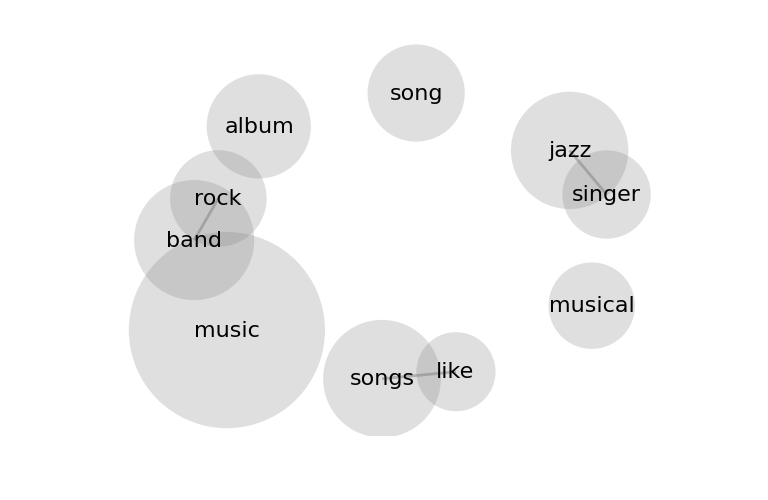 song
album
jazz
singer
rock
band
musical
music
songs
like